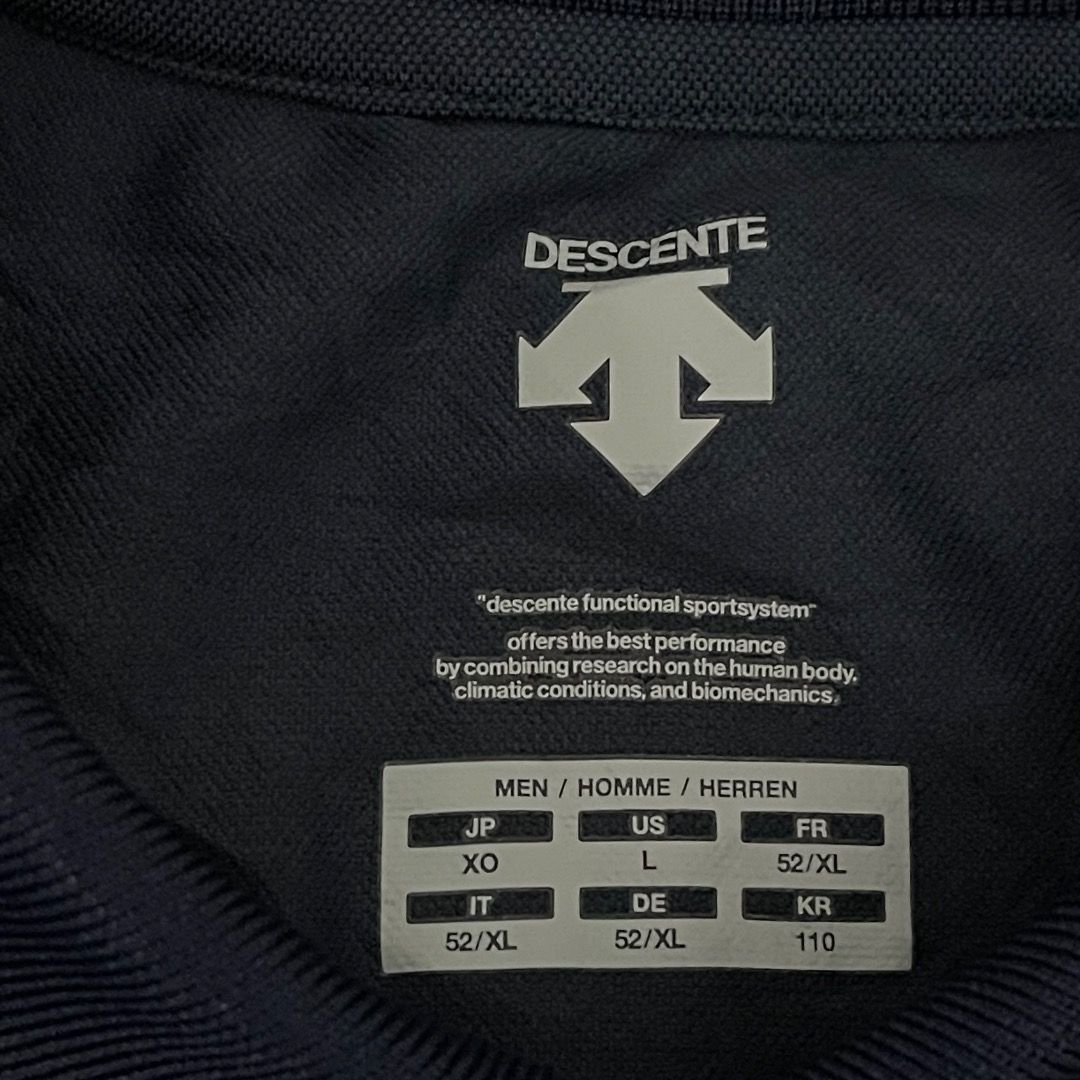 DESCENTE
"descente functional sportsystem"
offers the best performance
by combining research on the human body,
climatic conditions, and biomechanics.
MEN / HOMME / HERREN
JP US FR
XO L 52/XL
IT DE KR
52/XL 52/XL 110